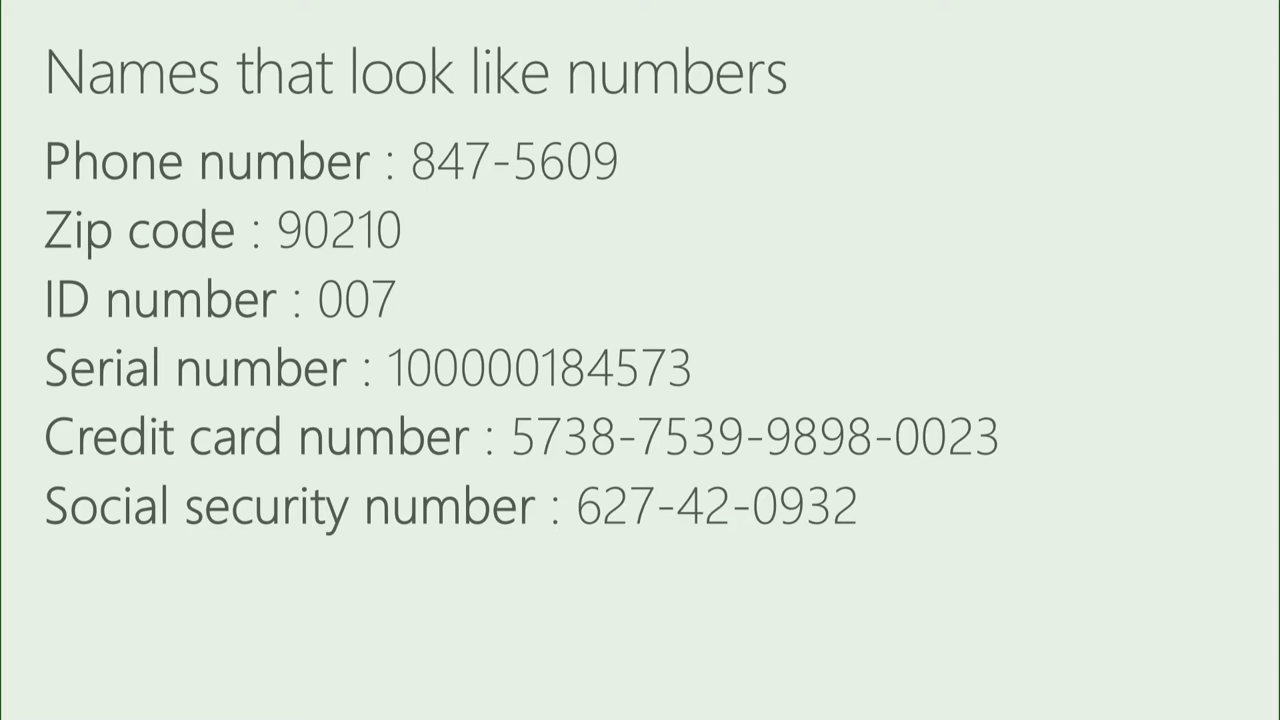 Names that look like numbers
Phone number : 847-5609
Zip code : 90210
ID number : 007
Serial number : 100000184573
Credit card number : 5738-7539-9898-0023
Social security number : 627-42-0932